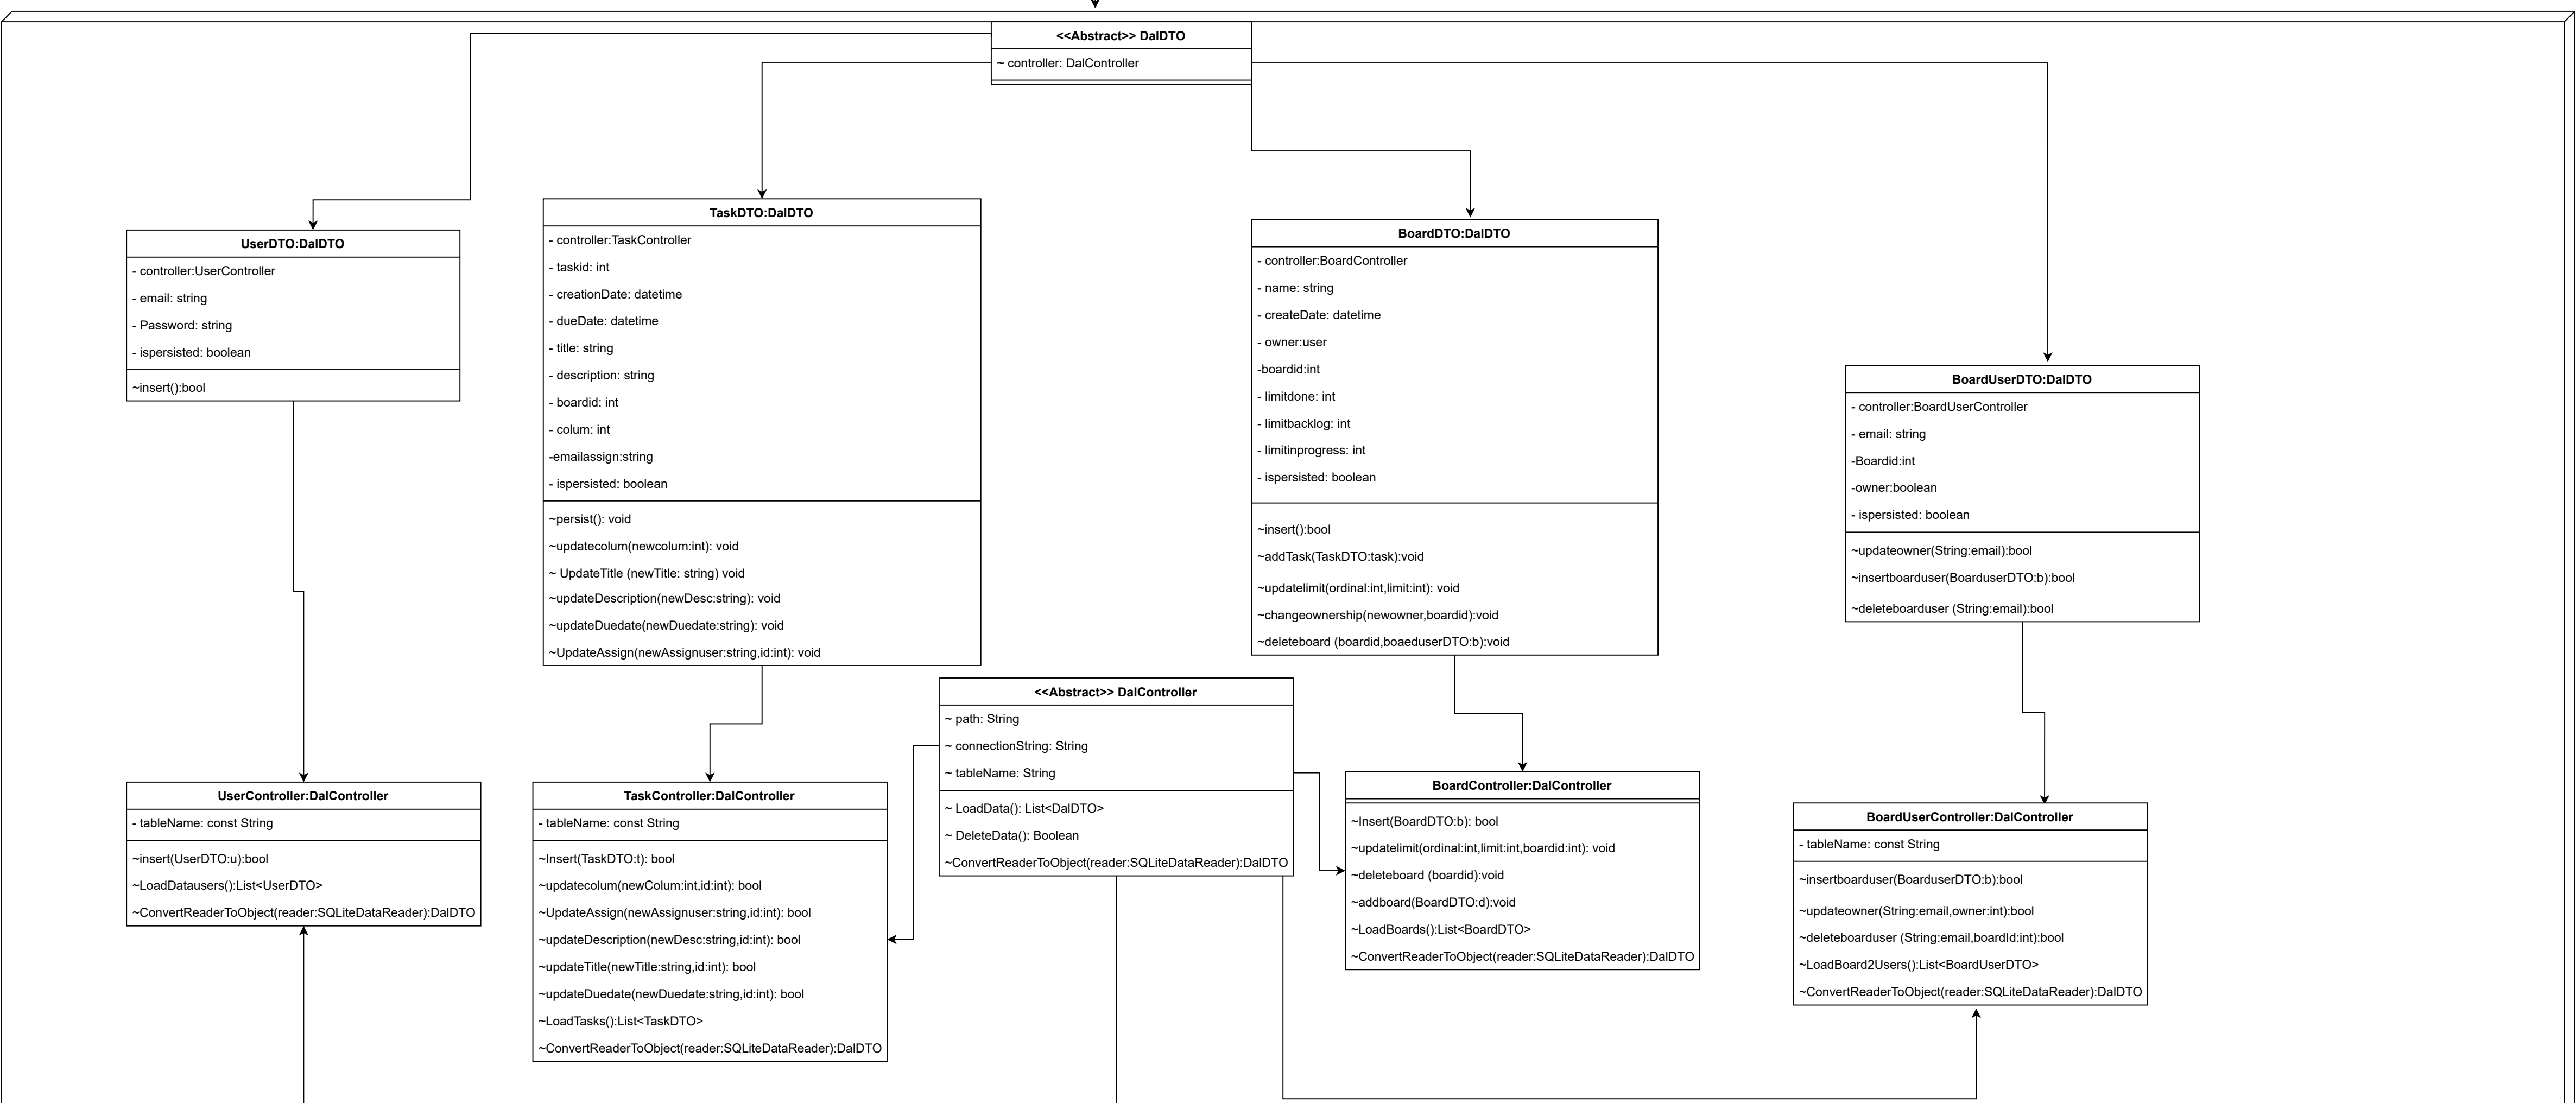 <<Abstract>> DalDTO
~ controller: DalController
UserDTO:DalDTO
- controller:UserController
- email: string
- Password: string
- ispersisted: boolean
~insert():bool
TaskDTO:DalDTO
- controller:TaskController
- taskid: int
- creationDate: datetime
- dueDate: datetime
- title: string
- description: string
- boardid: int
- colum: int
-emailassign:string
- ispersisted: boolean
~persist(): void
~updatecolum(newcolum:int): void
~ UpdateTitle (newTitle: string) void
~updateDescription(newDesc:string): void
~updateDuedate(newDuedate:string): void
~UpdateAssign(newAssignuser:string,id:int): void
BoardDTO:DalDTO
- controller:BoardController
- name: string
- createDate: datetime
- owner:user
-boardid:int
- limitdone: int
- limitbacklog: int
- limitinprogress: int
- ispersisted: boolean
~insert():bool
~addTask(TaskDTO:task):void
~updatelimit(ordinal:int,limit:int): void
~changeownership(newowner,boardid):void
~deleteboard (boardid,boaeduserDTO:b):void
BoardUserDTO:DalDTO
- controller:BoardUserController
- email: string
-Boardid:int
-owner:boolean
- ispersisted: boolean
~updateowner(String:email):bool
~insertboarduser(BoarduserDTO:b):bool
~deleteboarduser (String:email):bool
<<Abstract>> DalController
~ path: String
~ connectionString: String
~ tableName: String
~ LoadData(): List<DalDTO>
~ DeleteData(): Boolean
~ConvertReaderToObject(reader:SQLiteDataReader):DalDTO
UserController:DalController
- tableName: const String
~insert(UserDTO:u):bool
~LoadDatausers():List<UserDTO>
~ConvertReaderToObject(reader:SQLiteDataReader):DalDTO
TaskController:DalController
- tableName: const String
~Insert(TaskDTO:t): bool
~updatecolum(newColum:int,id:int): bool
~UpdateAssign(newAssignuser:string,id:int): bool
~updateDescription(newDesc:string,id:int): bool
~updateTitle(newTitle:string,id:int): bool
~updateDuedate(newDuedate:string,id:int): bool
~LoadTasks():List<TaskDTO>
~ConvertReaderToObject(reader:SQLiteDataReader):DalDTO
BoardController:DalController
~Insert(BoardDTO:b): bool
~updatelimit(ordinal:int,limit:int,boardid:int): void
~deleteboard (boardid):void
~addboard(BoardDTO:d):void
~LoadBoards():List<BoardDTO>
~ConvertReaderToObject(reader:SQLiteDataReader):DalDTO
BoardUserController:DalController
- tableName: const String
~insertboarduser(BoarduserDTO:b):bool
~updateowner(String:email,owner:int):bool
~deleteboarduser (String:email,boardId:int):bool
~LoadBoard2Users():List<BoardUserDTO>
~ConvertReaderToObject(reader:SQLiteDataReader):DalDTO